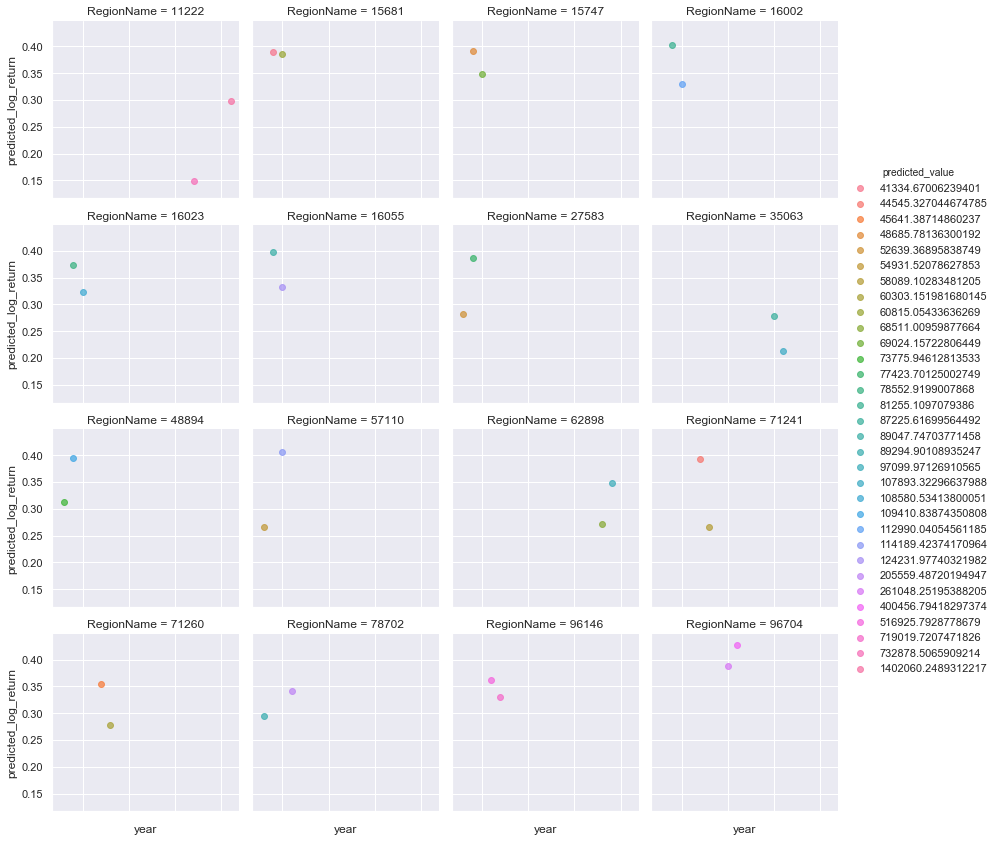 RegionName = 11222
RegionName = 15681
RegionName = 15747
RegionName = 16002
predicted_log_return
0.40
0.35
0.30
0.25
0.20
0.15
RegionName = 16023
RegionName = 16055
RegionName = 27583
RegionName = 35063
predicted_log_return
0.40
0.35
0.30
0.25
0.20
0.15
RegionName = 48894
RegionName = 57110
RegionName = 62898
RegionName = 71241
predicted_log_return
0.40
0.35
0.30
0.25
0.20
0.15
RegionName = 71260
RegionName = 78702
RegionName = 96146
RegionName = 96704
predicted_log_return
0.40
0.35
0.30
0.25
0.20
0.15
year
year
year
year
predicted_value
41334.67006239401
44545.327044674785
45641.38714860237
48685.78136300192
52639.36895838749
54931.52078627853
58089.10283481205
60303.151981680145
60815.05433636269
68511.00959877664
69024.15722806449
73775.94612813533
77423.70125002749
78552.9199007868
81255.1097079386
87225.61699564492
89047.74703771458
89294.90108935247
97099.97126910565
107893.32296637988
108580.53413800051
109410.83874350808
112990.04054561185
114189.42374170964
124231.97740321982
205559.48720194947
261048.25195388205
400456.79418297374
516925.7928778679
719019.7207471826
732878.5065909214
1402060.2489312217